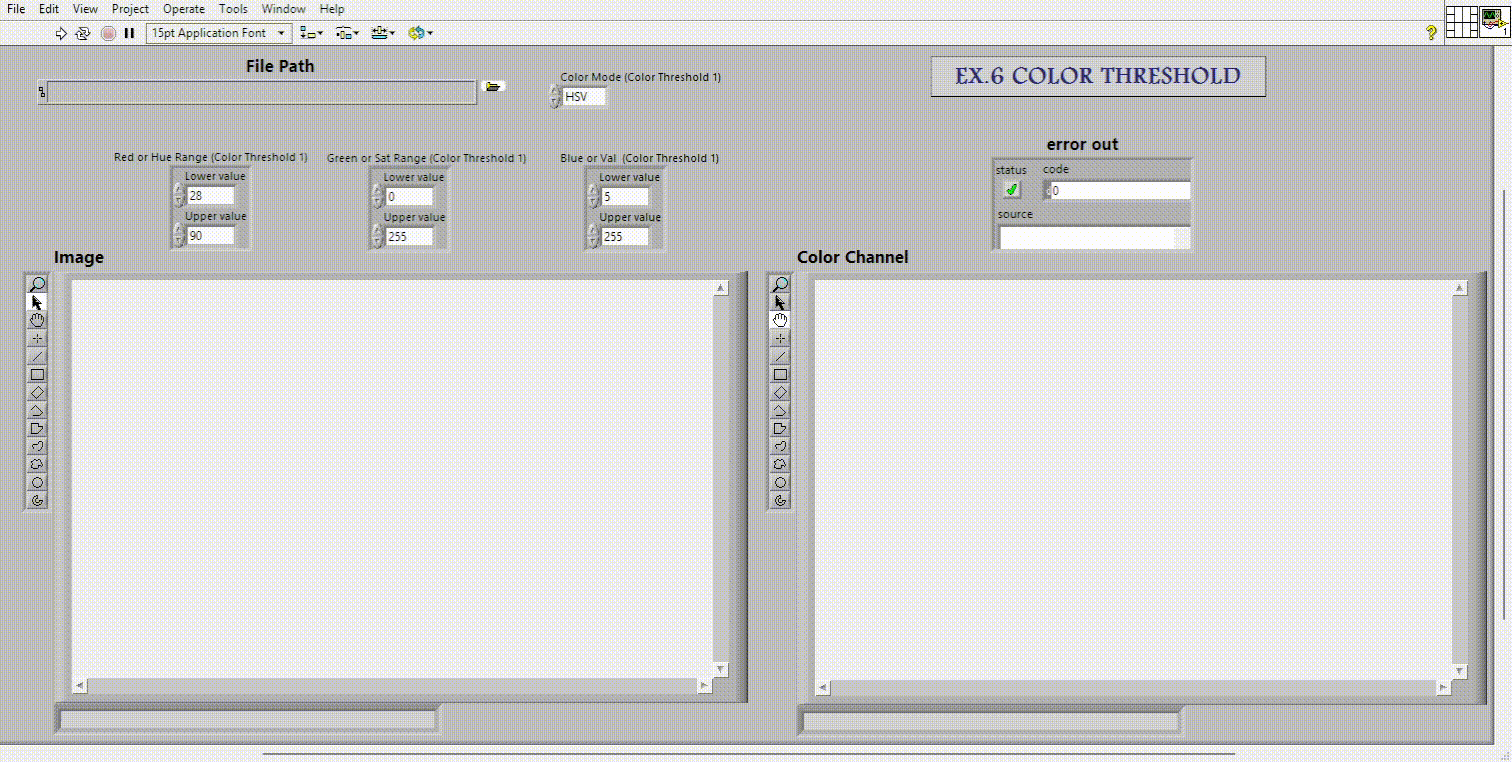 File Edit View Project Operate Tools Window Help
15pt Application Font
?
1
File Path
Color Mode (Color Threshold 1)
HSV
EX.6 COLOR THRESHOLD
Red or Hue Range (Color Threshold 1)
Lower value
28
Upper value
90
Green or Sat Range (Color Threshold 1)
Lower value
0
Upper value
255
Blue or Val (Color Threshold 1)
Lower value
5
Upper value
255
error out
status code
0
source
Image
Color Channel